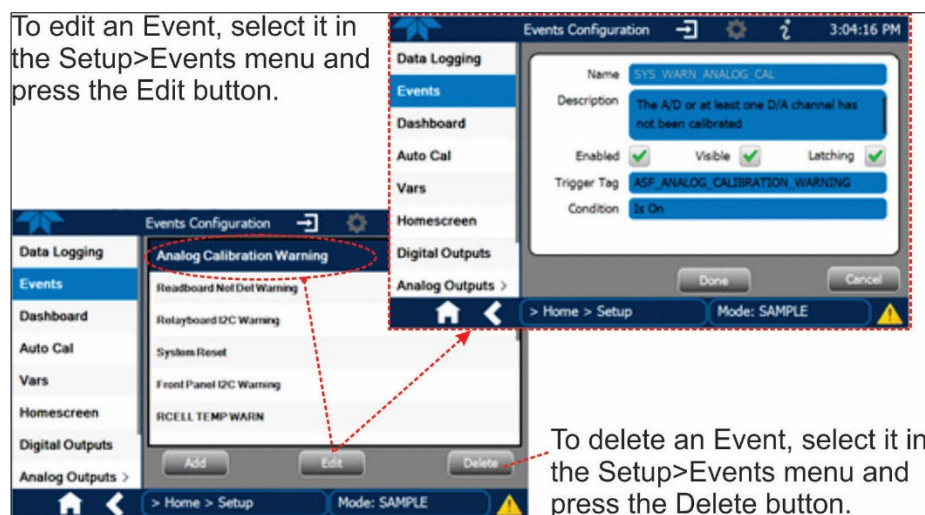 To edit an Event, select it in
the Setup>Events menu and
press the Edit button.
Events Configuration
3:04:16 PM
Data Logging
Events
Dashboard
Auto Cal
Vars
Homescreen
Digital Outputs
Analog Outputs >
Name
SYS_WARN_ANALOG_CAL
Description
The A/D or at least one D/A channel has
not been calibrated
Enabled
Visible
Latching
Trigger Tag
ASF_ANALOG_CALIBRATION_WARNING
Condition
Is On
Done
Cancel
> Home > Setup
Mode: SAMPLE
Events Configuration
Data Logging
Events
Dashboard
Auto Cal
Vars
Homescreen
Digital Outputs
Analog Outputs >
Analog Calibration Warning
Readboard Not Det Warning
Relayboard I2C Warning
System Reset
Front Panel I2C Warning
RCELL TEMP WARN
Add
Edit
Delete
> Home > Setup
Mode: SAMPLE
To delete an Event, select it in
the Setup>Events menu and
press the Delete button.